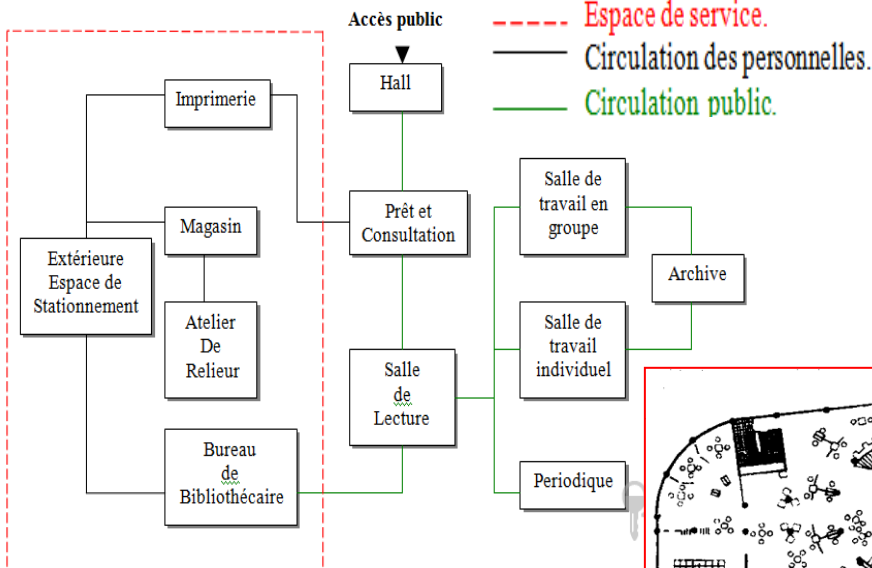 Accès public
Espace de service.
Circulation des personnelles.
Circulation public.
Hall
Imprimerie
Salle de
travail en
groupe
Magasin
Prêt et
Consultation
Extérieure
Espace de
Stationnement
Archive
Atelier
De
Relieur
Salle de
travail
individuel
Salle
de
Lecture
Bureau
de
Bibliothécaire
Periodique